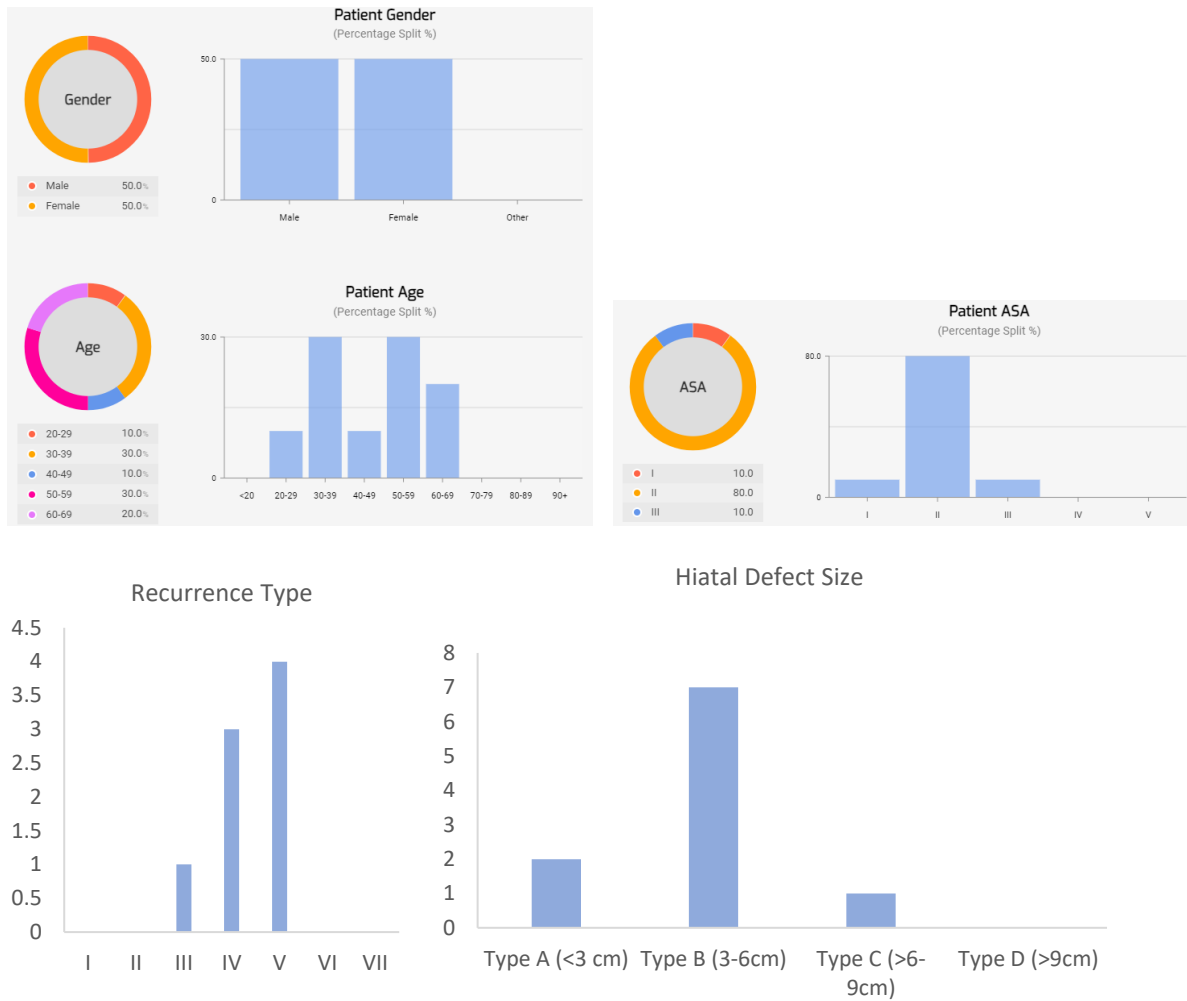 Patient Gender
(Percentage Split %)
Gender
50.0
0
Male
Female
Other
Male 50.0%
Female 50.0%
Patient Age
(Percentage Split %)
Age
30.0
0
<20 20-29 30-39 40-49 50-59 60-69 70-79 80-89 90+
20-29 10.0%
30-39 30.0%
40-49 10.0%
50-59 30.0%
60-69 20.0%
Patient ASA
(Percentage Split %)
ASA
80.0
0
I II III IV V
I 10.0
II 80.0
III 10.0
Recurrence Type
4.5
4
3.5
3
2.5
2
1.5
1
0.5
0
I II III IV V VI VII
Hiatal Defect Size
8
7
6
5
4
3
2
1
0
Type A (<3 cm) Type B (3-6cm) Type C (>6-
9cm) Type D (>9cm)